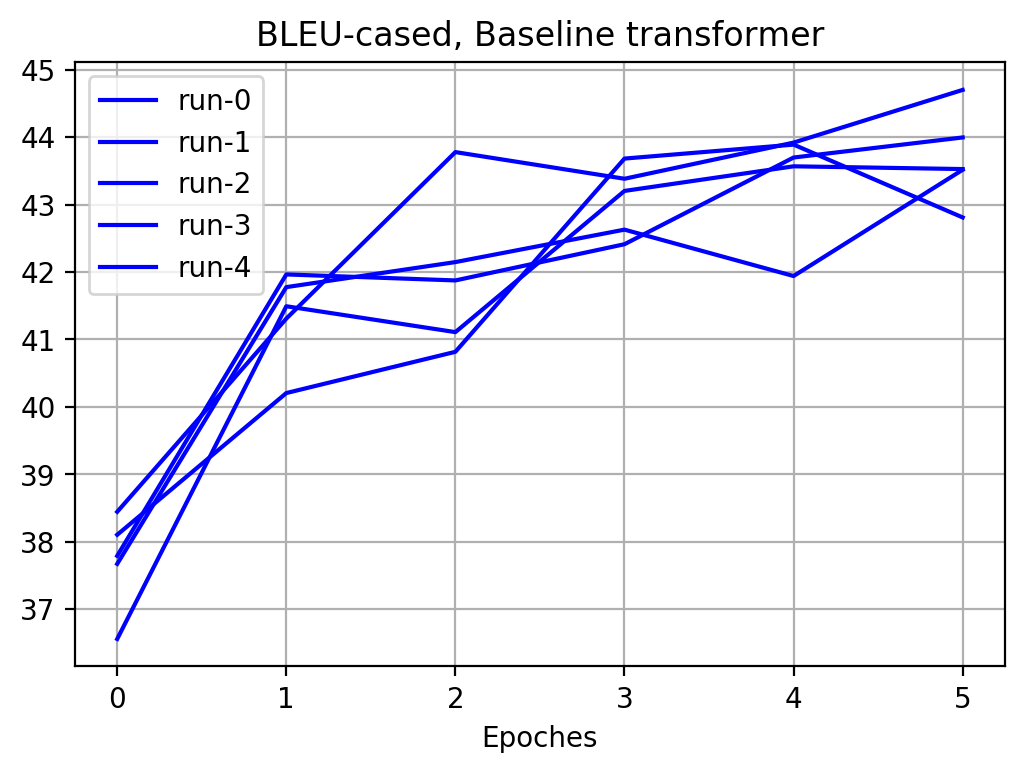 BLEU-cased, Baseline transformer
45
44
43
42
41
40
39
38
37
run-0
run-1
run-2
run-3
run-4
0 1 2 3 4 5
Epoches